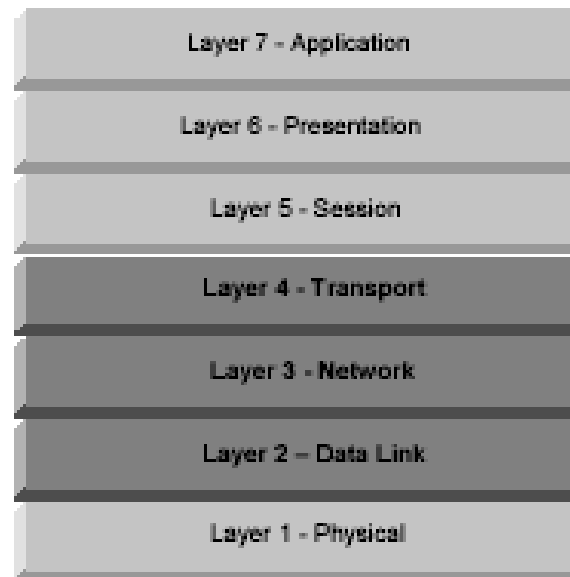 Layer 7 - Application
Layer 6 - Presentation
Layer 5 - Session
Layer 4 - Transport
Layer 3 - Network
Layer 2 – Data Link
Layer 1 - Physical